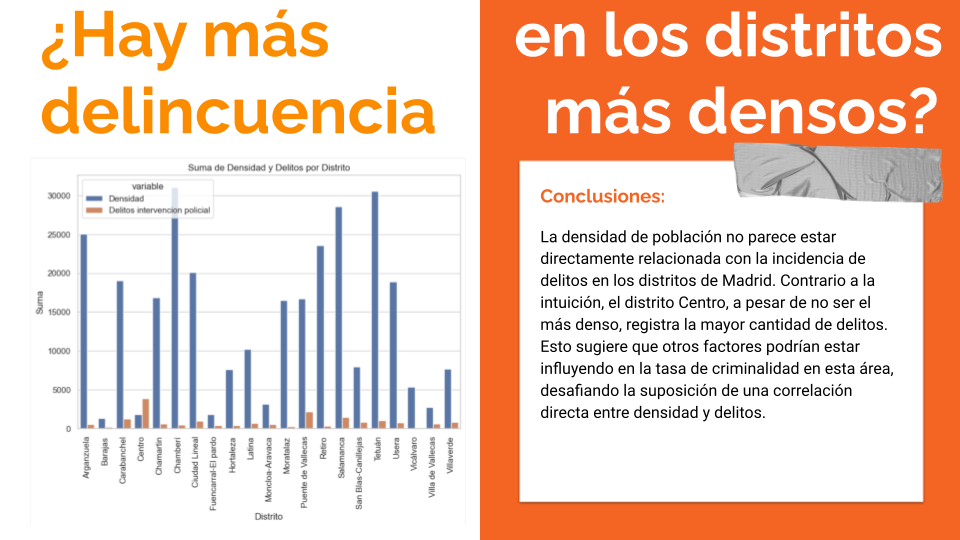 ¿Hay más
delincuencia
en los distritos
más densos?
Suma de Densidad y Delitos por Distrito
variable
Densidad
Delitos intervencion policial
Suma
30000
25000
20000
15000
10000
5000
0
Arganzuela
Barajas
Carabanchel
Centro
Chamartin
Chamberí
Ciudad Lineal
Fuencarral-El pardo
Hortaleza
Latina
Moncloa-Aravaca
Moratalaz
Puente de Vallecas
Retiro
Salamanca
San Blas-Canillejas
Tetuán
Usera
Vicálvaro
Villa de Vallecas
Villaverde
Distrito
Conclusiones:
La densidad de población no parece estar
directamente relacionada con la incidencia de
delitos en los distritos de Madrid. Contrario a la
intuición, el distrito Centro, a pesar de no ser el
más denso, registra la mayor cantidad de delitos.
Esto sugiere que otros factores podrían estar
influyendo en la tasa de criminalidad en esta área,
desafiando la suposición de una correlación
directa entre densidad y delitos.